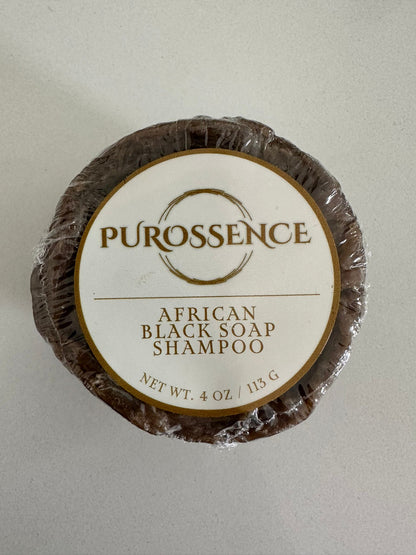 PUROSSENCE
AFRICAN
BLACK SOAP
SHAMPOO
NET WT. 4 OZ / 113 G